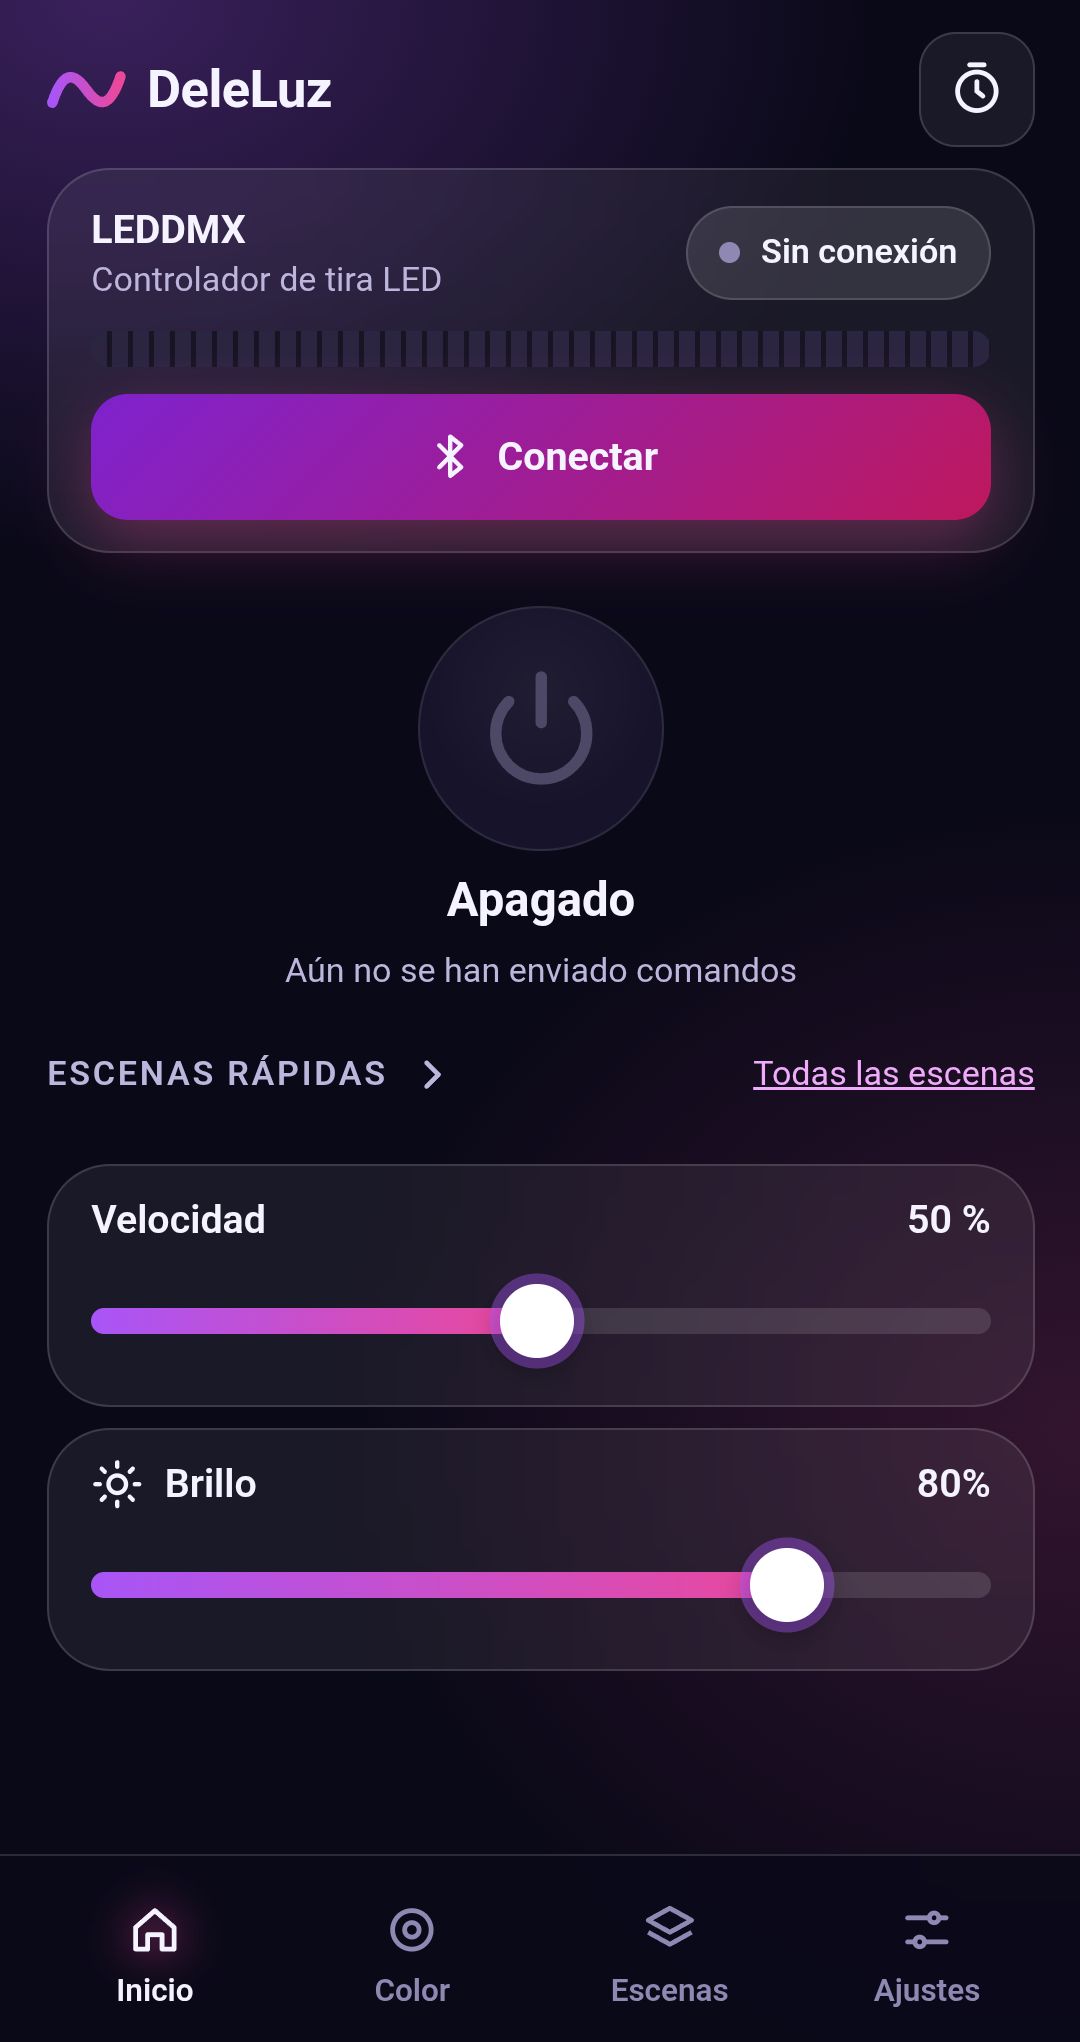 DeleLuz
LEDDMX
Controlador de tira LED
Sin conexión
Conectar
Apagado
Aún no se han enviado comandos
ESCENAS RÁPIDAS
Todas las escenas
Velocidad
50 %
Brillo
80%
Inicio
Color
Escenas
Ajustes